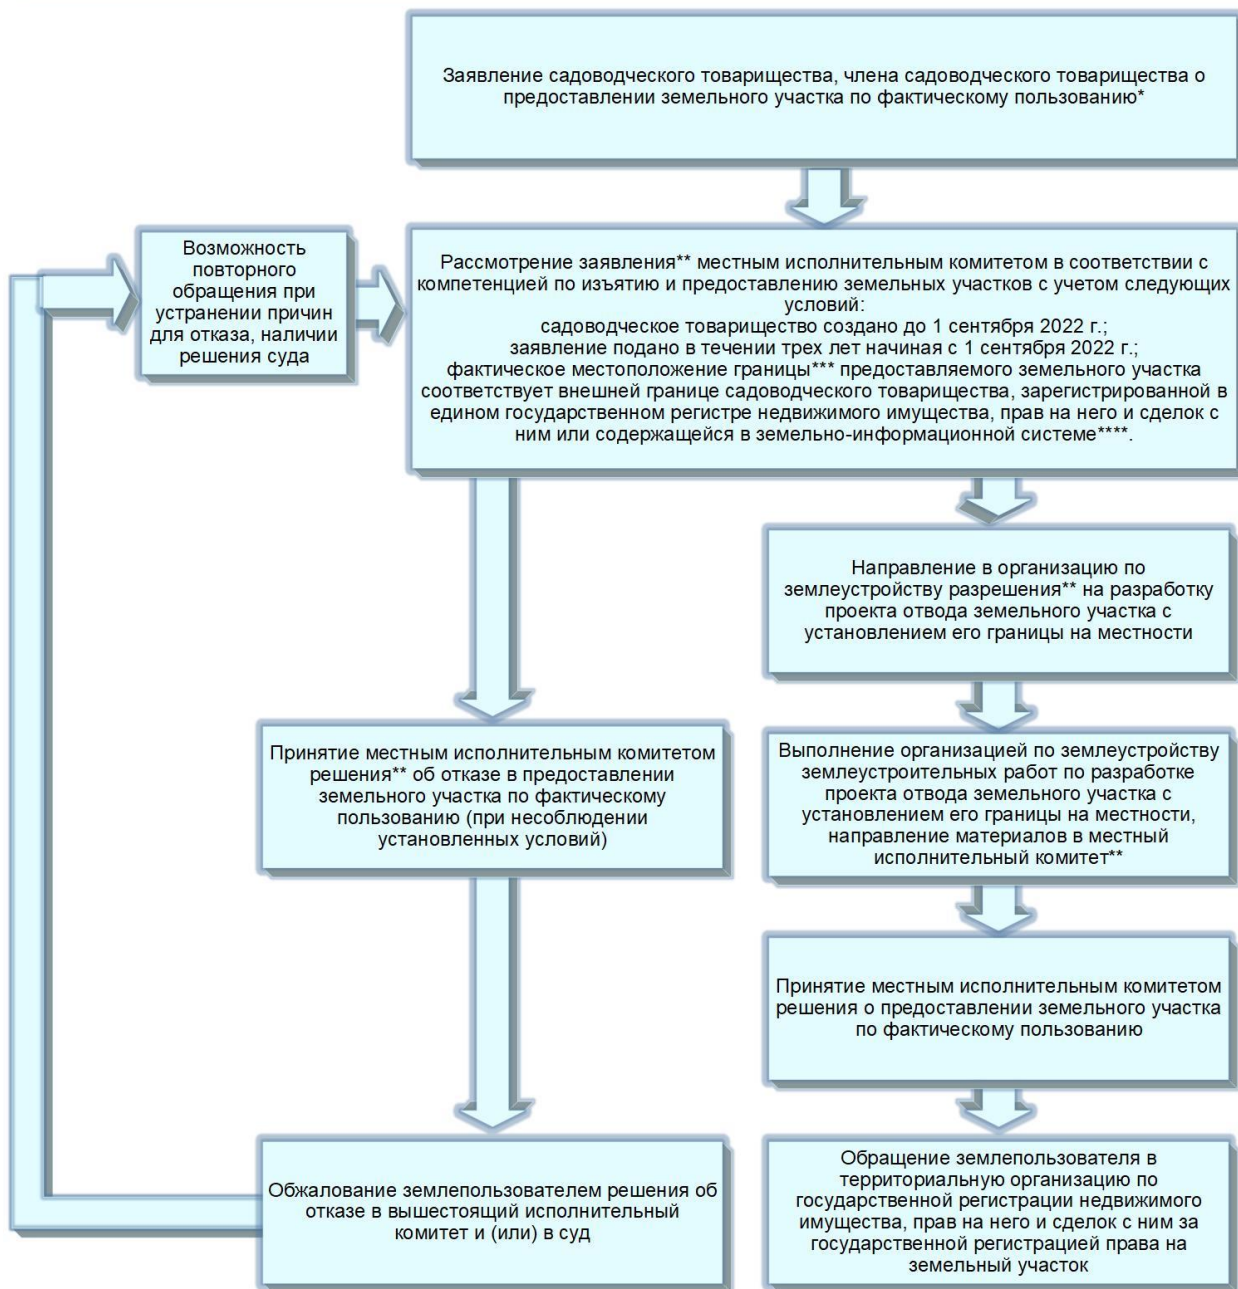 Заявление садоводческого товарищества, члена садоводческого товарищества о
предоставлении земельного участка по фактическому пользованию*
Возможность
повторного
обращения при
устранении причин
для отказа, наличии
решения суда
Рассмотрение заявления** местным исполнительным комитетом в соответствии с
компетенцией по изъятию и предоставлению земельных участков с учетом следующих
условий:
садоводческое товарищество создано до 1 сентября 2022 г.;
заявление подано в течении трех лет начиная с 1 сентября 2022 г.;
фактическое местоположение границы*** предоставляемого земельного участка
соответствует внешней границе садоводческого товарищества, зарегистрированной в
едином государственном регистре недвижимого имущества, прав на него и сделок с
ним или содержащейся в земельно-информационной системе****.
Направление в организацию по
землеустройству разрешения** на разработку
проекта отвода земельного участка с
установлением его границы на местности
Принятие местным исполнительным комитетом
решения** об отказе в предоставлении
земельного участка по фактическому
пользованию (при несоблюдении
установленных условий)
Выполнение организацией по землеустройству
землеустроительных работ по разработке
проекта отвода земельного участка с
установлением его границы на местности,
направление материалов в местный
исполнительный комитет**
Принятие местным исполнительным комитетом
решения о предоставлении земельного участка
по фактическому пользованию
Обжалование землепользователем решения об
отказе в вышестоящий исполнительный
комитет и (или) в суд
Обращение землепользователя в
территориальную организацию по
государственной регистрации недвижимого
имущества, прав на него и сделок с ним за
государственной регистрацией права на
земельный участок